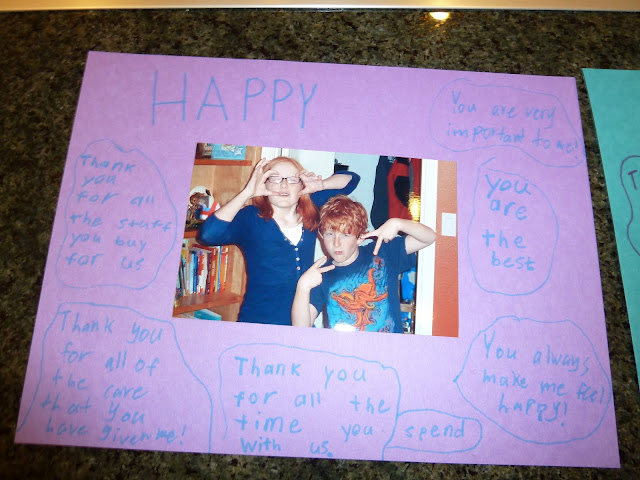 HAPPY
You are very
important to me!
Thank
you
for all
the stuff
you buy
for us
you
are
the
best
Thank you
for all of
the care
that you
have given me!
Thank you
for all the
time you
spend
with us.
You always,
make me feel
happy!